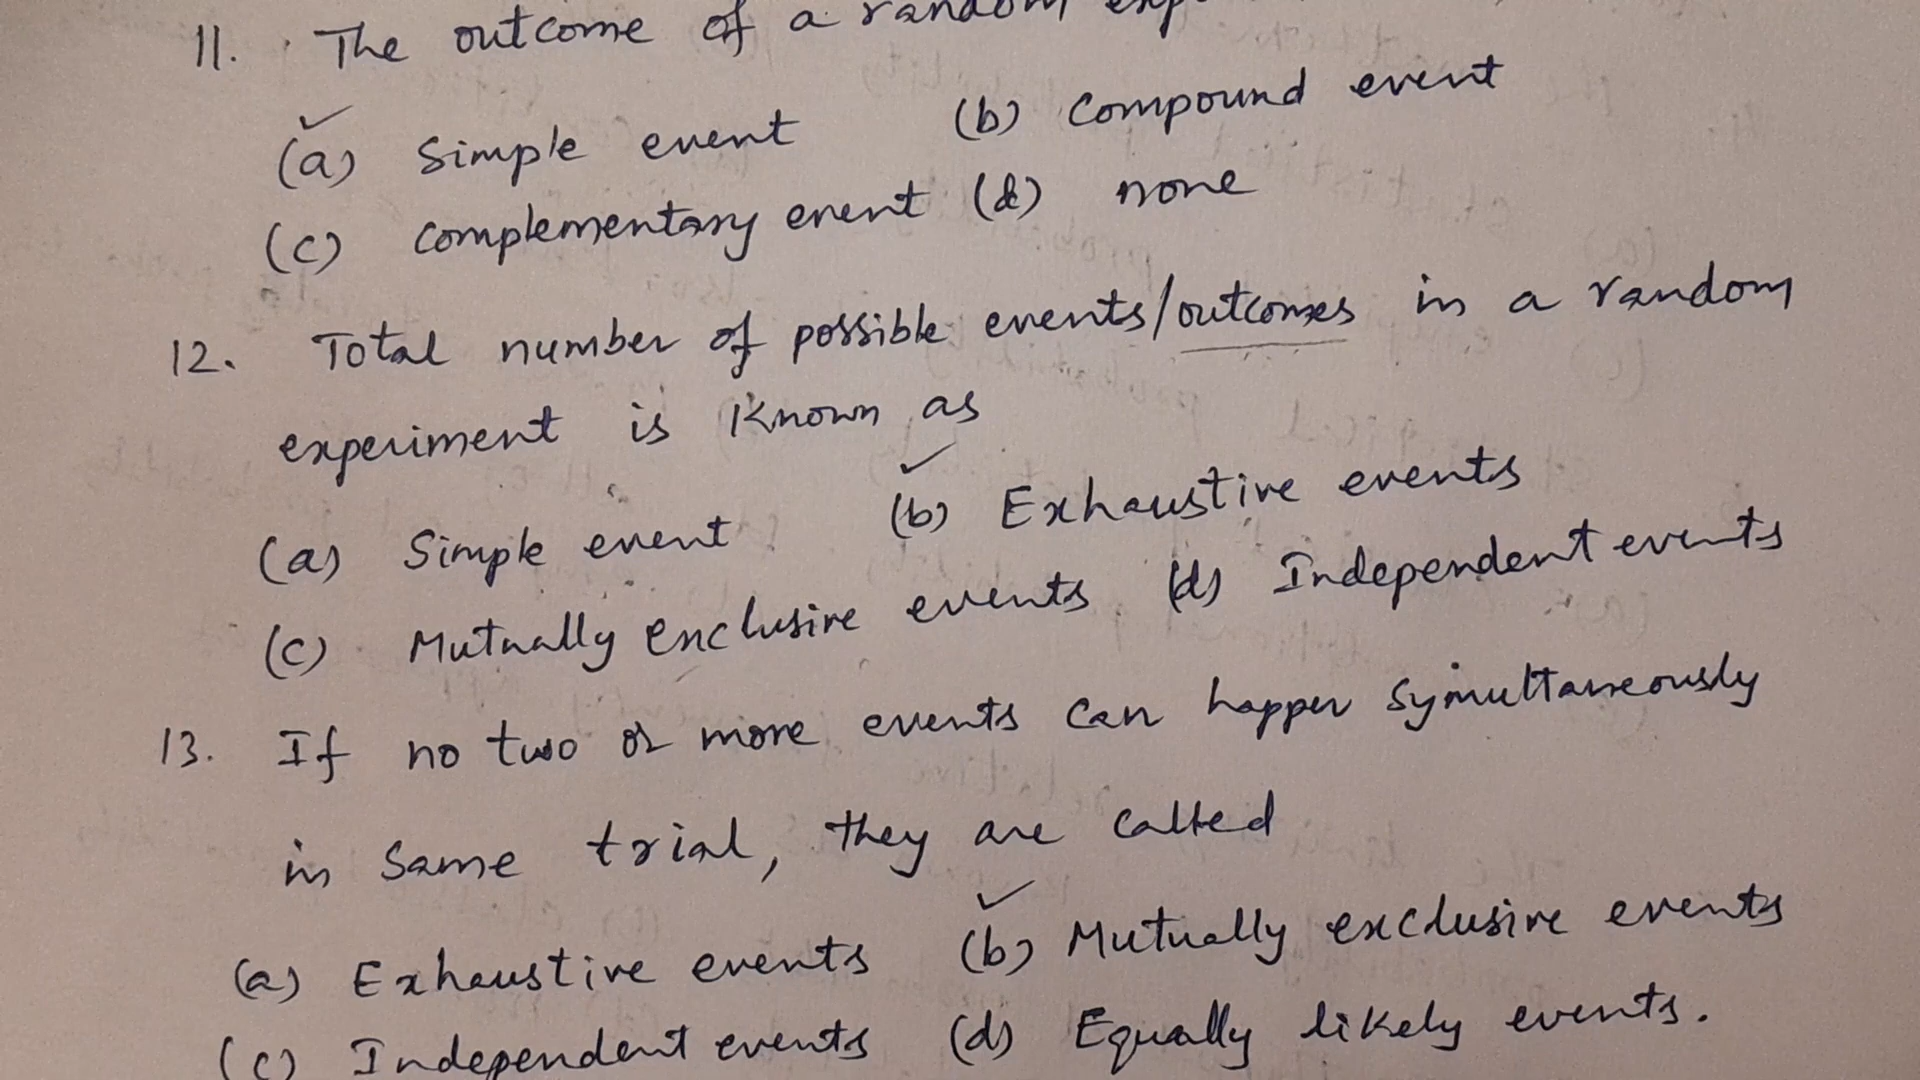 11. The outcome of a random
(a) Simple event (b) Compound event
(c) Complementary event (d) none
12. Total number of possible events/outcomes in a random
experiment is Known as
(a) Simple event (b) Exhaustive events
(c) Mutually exclusive events (d) Independent events
13. If no two or more events can happen Symultaneously
in Same trial, they are called
(a) Exhaustive events (b) Mutually exclusive events
(c) Independent events (d) Equally likely events.